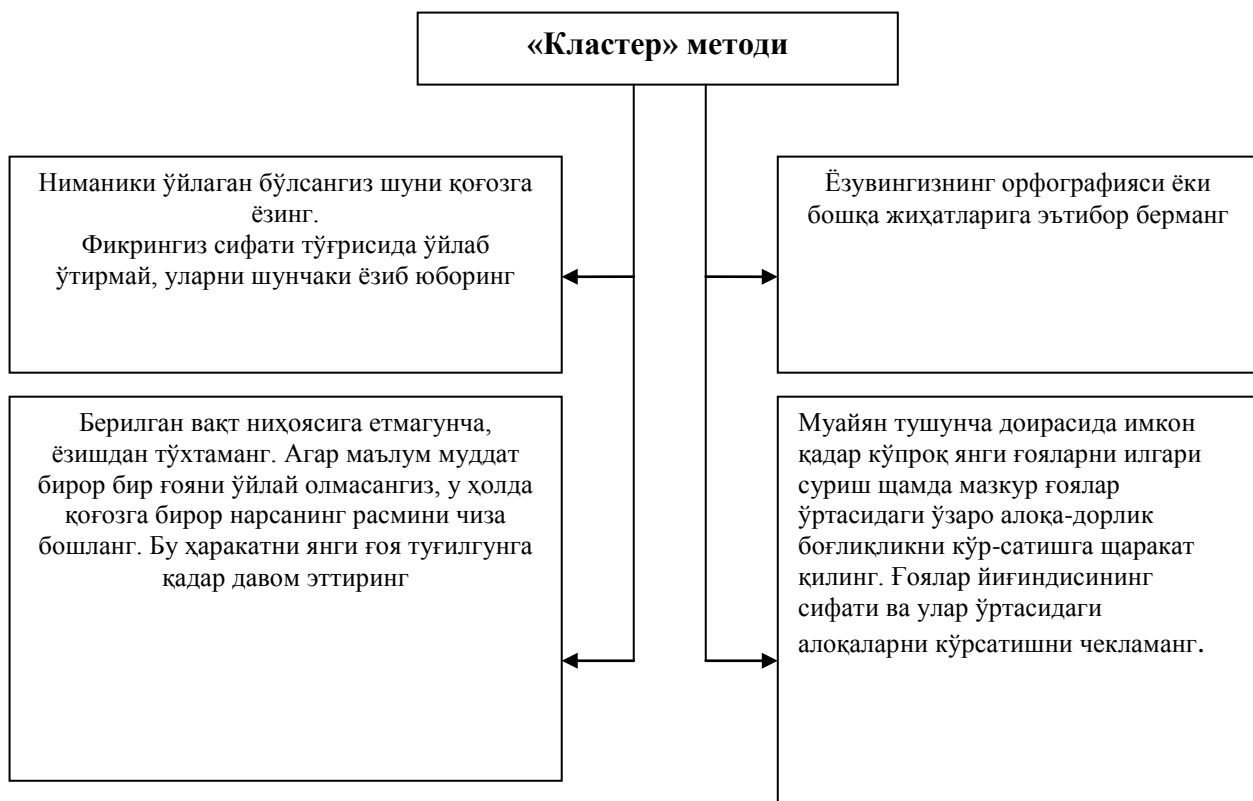 «Кластер» методи
Ниманики ўйлаган бўлсангиз шуни қоғозга
ёзинг.
Фикрингиз сифати тўғрисида ўйлаб
ўтирмай, уларни шунчаки ёзиб юборинг
Ёзувингизнинг орфографияси ёки
бошқа жиҳатларига эътибор берманг
Берилган вақт ниҳоясига етмагунча,
ёзишдан тўхтаманг. Агар маълум муддат
бирор бир ғояни ўйлай олмасангиз, у ҳолда
қоғозга бирор нарсанинг расмини чиза
бошланг. Бу ҳаракатни янги ғоя туғилгунга
қадар давом эттиринг
Муайян тушунча доирасида имкон
қадар кўпроқ янги ғояларни илгари
суриш щамда мазкур ғоялар
ўртасидаги ўзаро алоқа-дорлик
боғлиқликни кўр-сатишга щаракат
қилинг. Ғоялар йиғиндисининг
сифати ва улар ўртасидаги
алоқаларни кўрсатишни чекламанг.